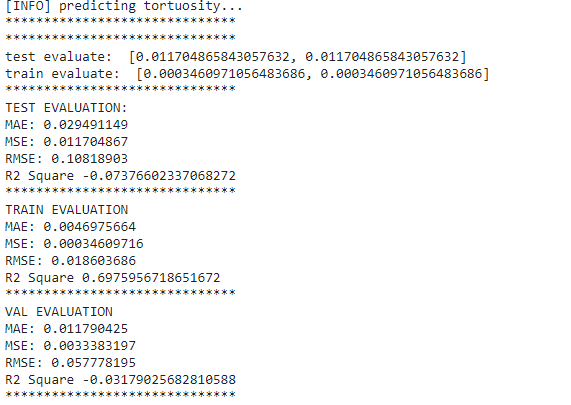 [INFO] predicting tortuosity...
******************************
******************************
test evaluate:  [0.011704865843057632, 0.011704865843057632]
train evaluate:  [0.0003460971056483686, 0.0003460971056483686]
******************************
TEST EVALUATION:
MAE: 0.029491149
MSE: 0.011704867
RMSE: 0.10818903
R2 Square -0.07376602337068272
******************************
TRAIN EVALUATION
MAE: 0.0046975664
MSE: 0.00034609716
RMSE: 0.018603686
R2 Square 0.6975956718651672
******************************
VAL EVALUATION
MAE: 0.011790425
MSE: 0.0033383197
RMSE: 0.057778195
R2 Square -0.03179025682810588
******************************